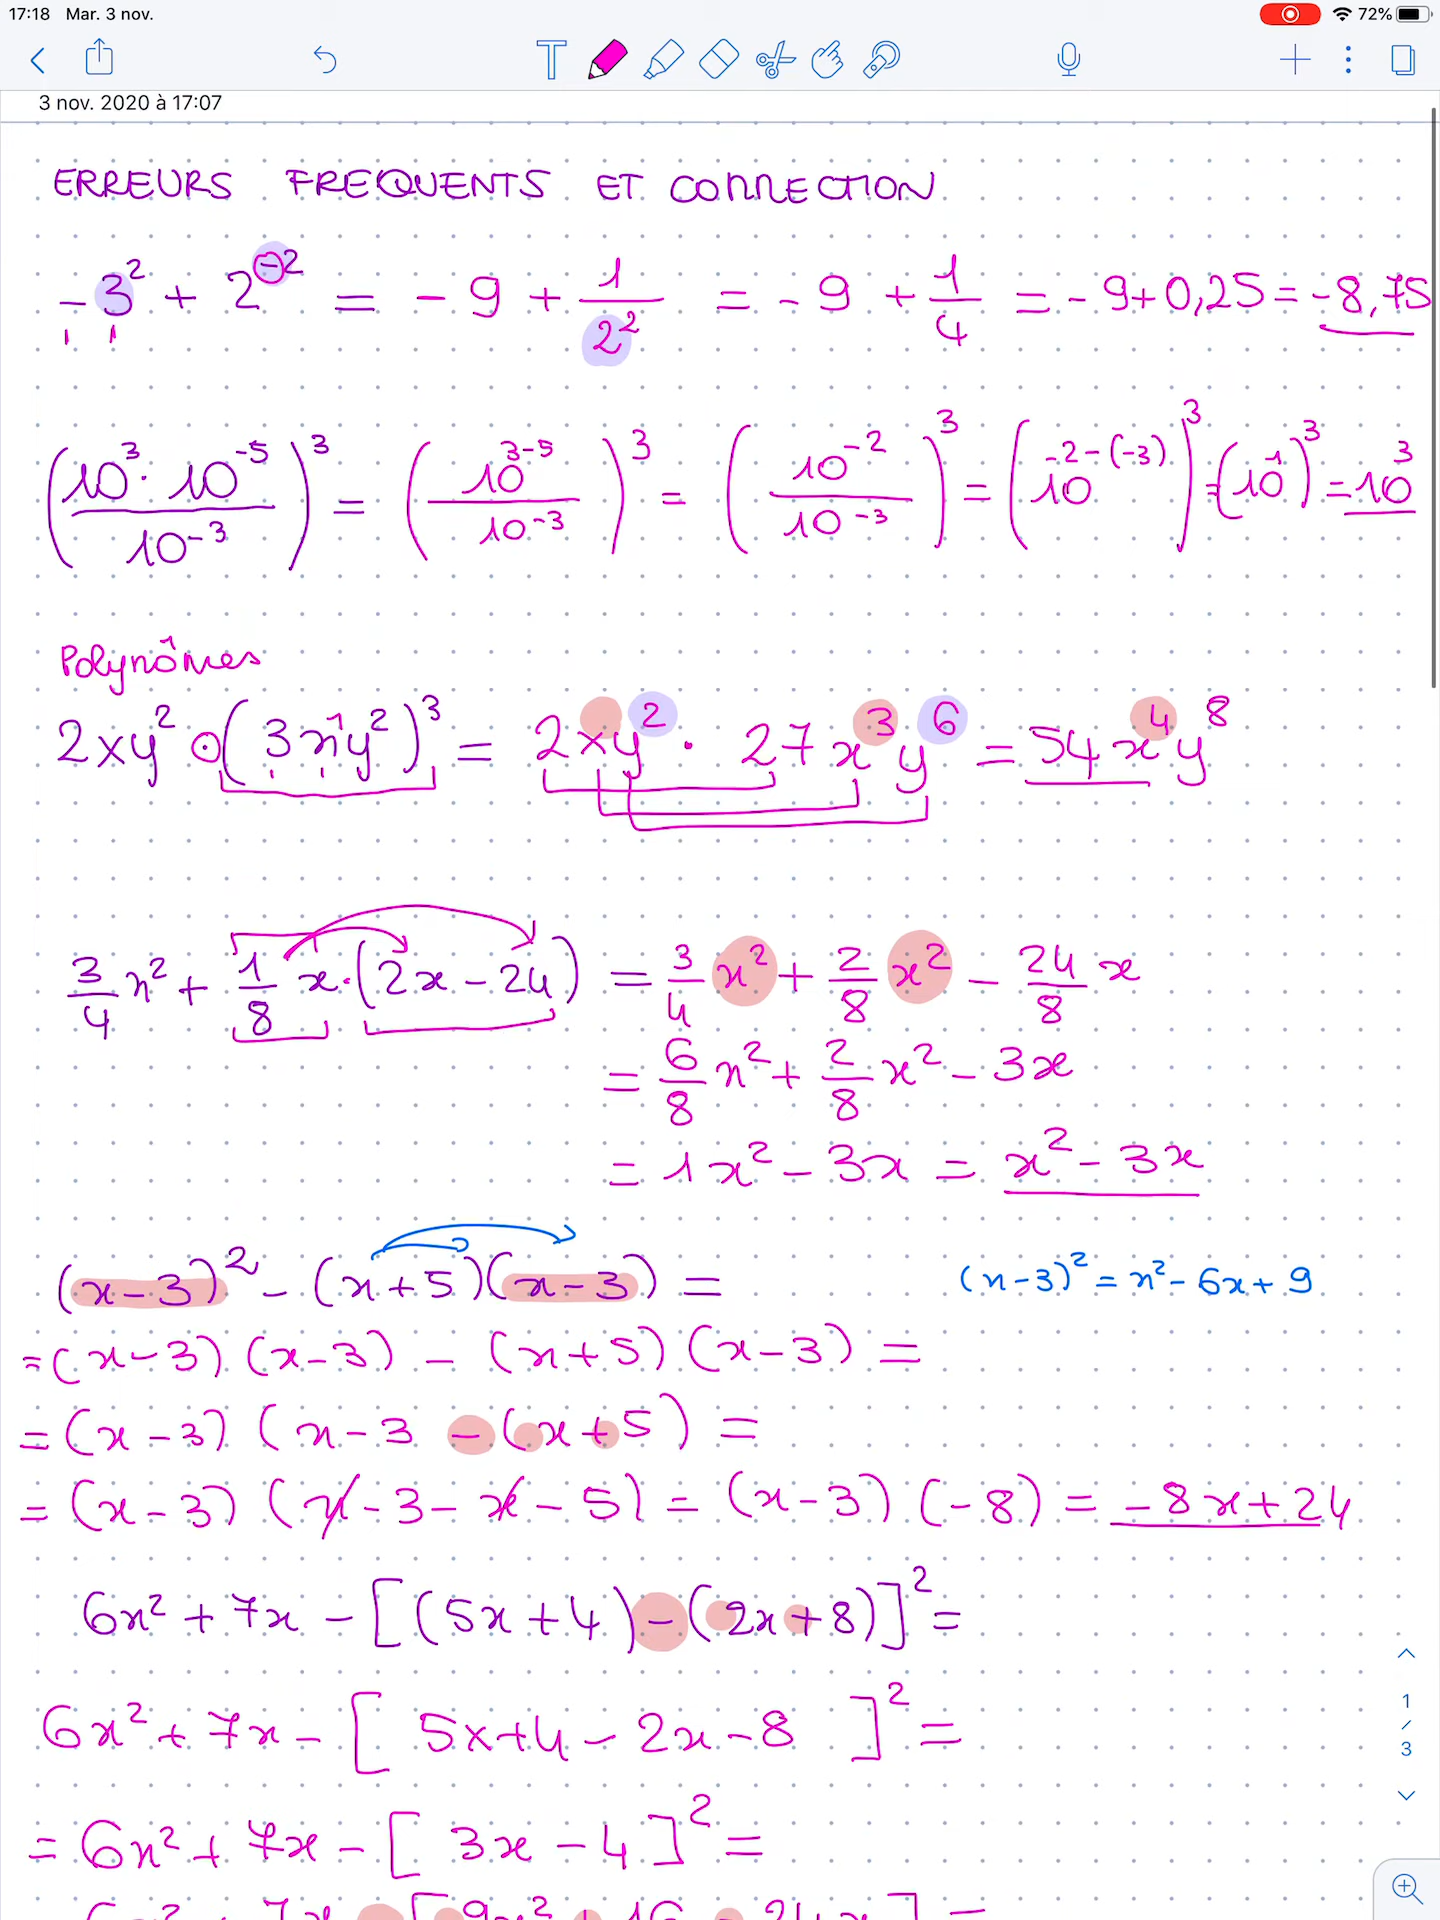 17:18 Mar. 3 nov. 72%
3 nov. 2020 à 17:07
ERREURS FREQUENTS ET CORRECTION
-3² + 2⁻² = -9 + 1/2² = -9 + 1/4 = -9+0,25 = -8,75
((10³·10⁻⁵)/10⁻³)³ = (10³⁻⁵/10⁻³)³ = (10⁻²/10⁻³)³ = (10⁻²⁻⁽⁻³⁾)³ = (10¹)³ = 10³
Polynômes
2xy² · (3x¹y²)³ = 2xy² · 27x³y⁶ = 54x⁴y⁸
3/4 x² + 1/8 x·(2x-24) = 3/4 x² + 2/8 x² - 24/8 x
= 6/8 x² + 2/8 x² - 3x
= 1x² - 3x = x² - 3x
(x-3)² - (x+5)(x-3) = (x-3)² = x² - 6x + 9
=(x-3)(x-3) - (x+5)(x-3) =
=(x-3)(x-3 -(x+5) =
=(x-3)(x-3-x-5) = (x-3)(-8) = -8x+24
6x² + 7x - [(5x+4)-(2x+8)]² =
6x² + 7x - [5x+4-2x-8]² =
= 6x² + 7x - [3x-4]² =
6x² + 7x - [9x² + 16 - 24x] =
1
/
3